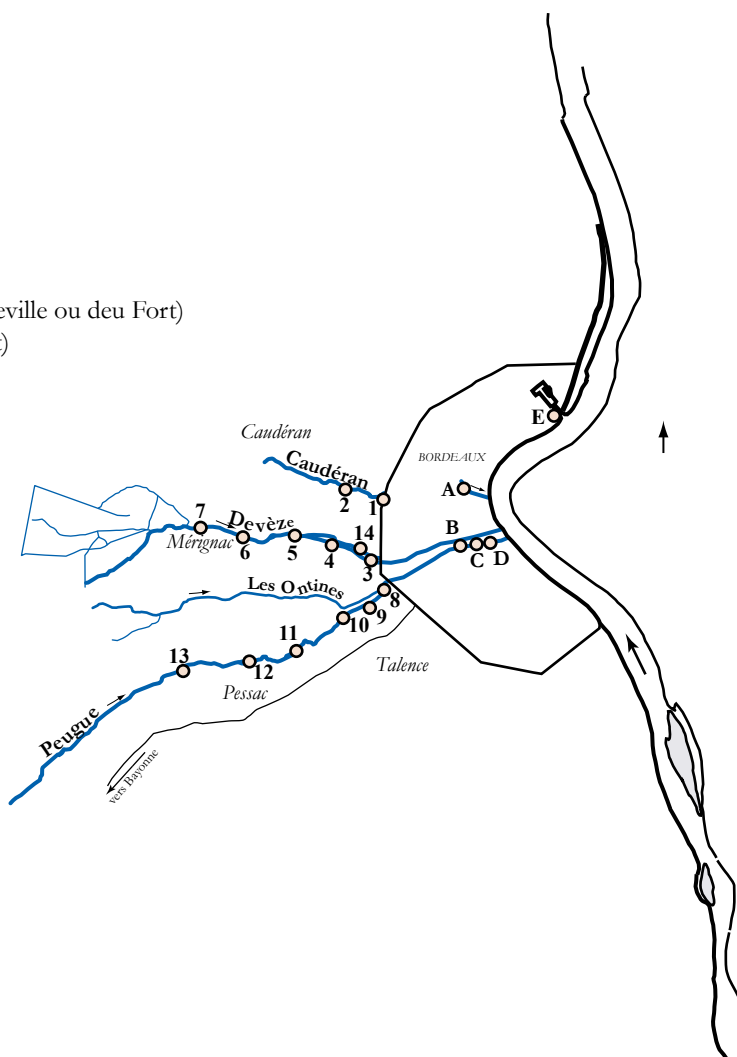 eville ou deu Fort)
t)
E
Caudéran
Caudéran
BORDEAUX
A
2
1
7
Devèze
Mérignac
6
5
14
4
3
B
C
D
Les Ontines
8
9
10
11
13
12
Talence
Pessac
Peugue
vers Bayonne